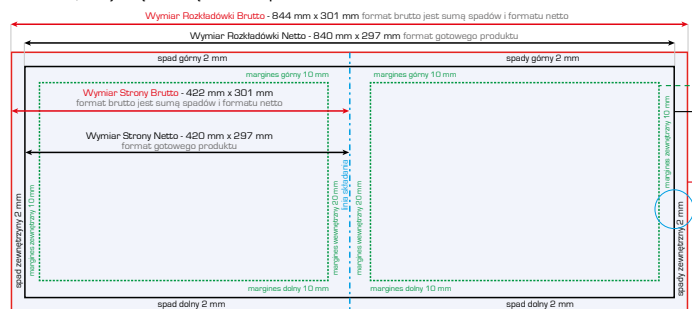 Wymiar Rozkładówki Brutto - 844 mm x 301 mm format brutto jest sumą spadów i formatu netto
Wymiar Rozkładówki Netto - 840 mm x 297 mm format gotowego produktu
spad górny 2 mm
spady górny 2 mm
margines górny 10 mm
margines górny 10 mm
Wymiar Strony Brutto - 422 mm x 301 mm
format brutto jest sumą spadów i formatu netto
Wymiar Strony Netto - 420 mm x 297 mm
format gotowego produktu
spad zewnętrzyny 2 mm
margines zewnętrzny 10 mm
margines wewnętrzny 20 mm
linia składania
margines wewnętrzny 20 mm
margines zewnętrzny 10 mm
spady zewnętrzny 2 mm
margines dolny 10 mm
margines dolny 10 mm
spad dolny 2 mm
spad dolny 2 mm